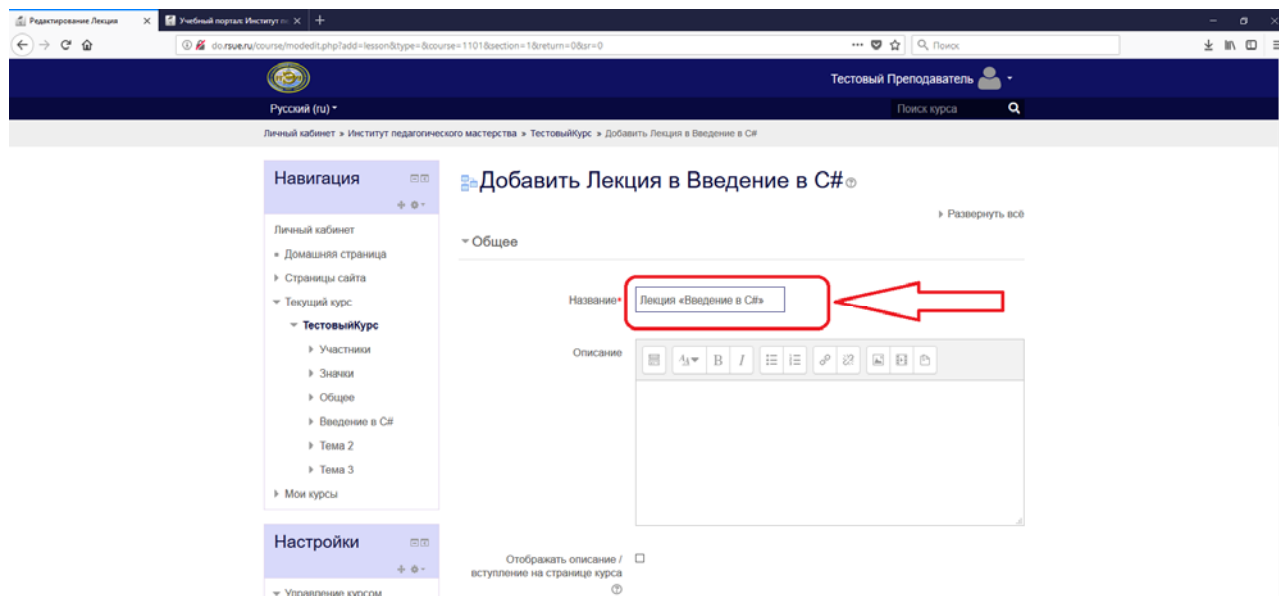 Редактирование Лекция
Учебный портал: Институт по
do.rsue.ru/course/modedit.php?add=lesson&type=&course=1101&section=1&return=0&sr=0
Поиск
Тестовый Преподаватель
Русский (ru)
Поиск курса
Личный кабинет » Институт педагогического мастерства » ТестовыйКурс » Добавить Лекция в Введение в C#
Навигация
Личный кабинет
Домашняя страница
Страницы сайта
Текущий курс
ТестовыйКурс
Участники
Значки
Общее
Введение в C#
Тема 2
Тема 3
Мои курсы
Настройки
Управление курсом
Добавить Лекция в Введение в C#
Развернуть всё
Общее
Название*
Лекция «Введение в C#»
Описание
Отображать описание /
вступление на странице курса